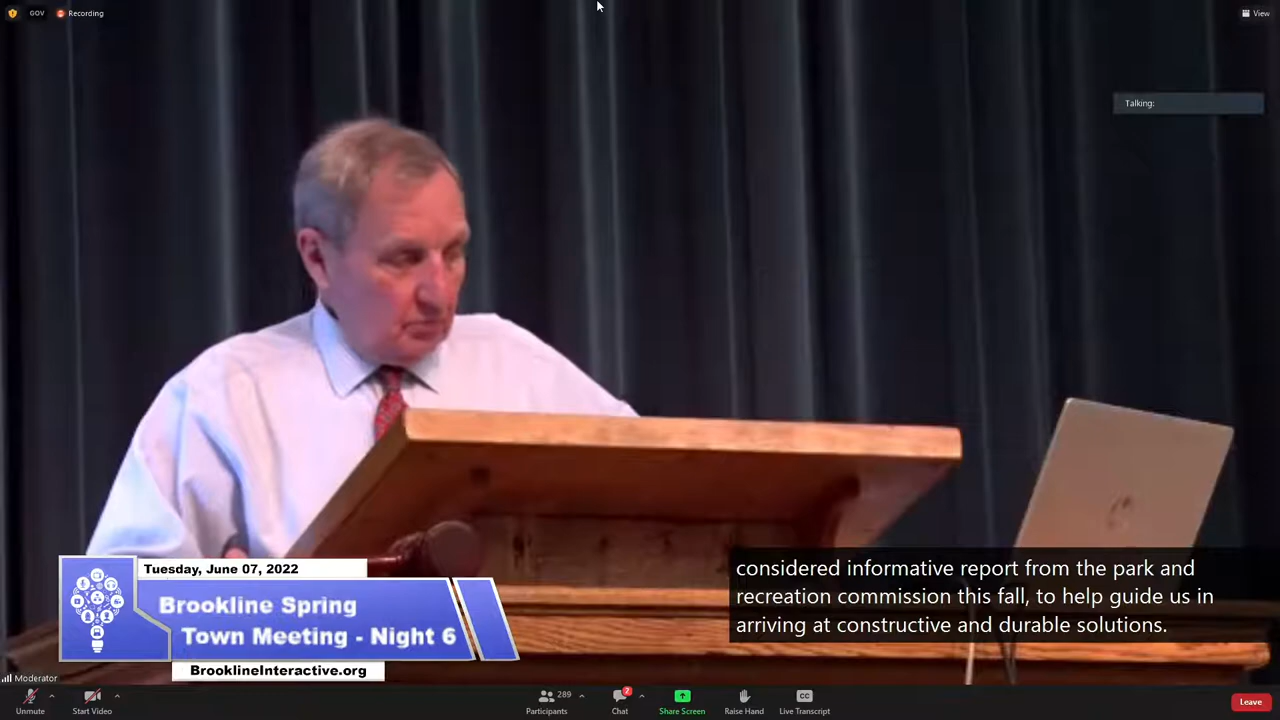 GOV
Recording
View
Talking:
considered informative report from the park and
recreation commission this fall, to help guide us in
arriving at constructive and durable solutions.
Tuesday, June 07, 2022
Brookline Spring
Town Meeting - Night 6
BrooklineInteractive.org
Moderator
Unmute
Start Video
289
Participants
2
Chat
Share Screen
Raise Hand
CC
Live Transcript
Leave